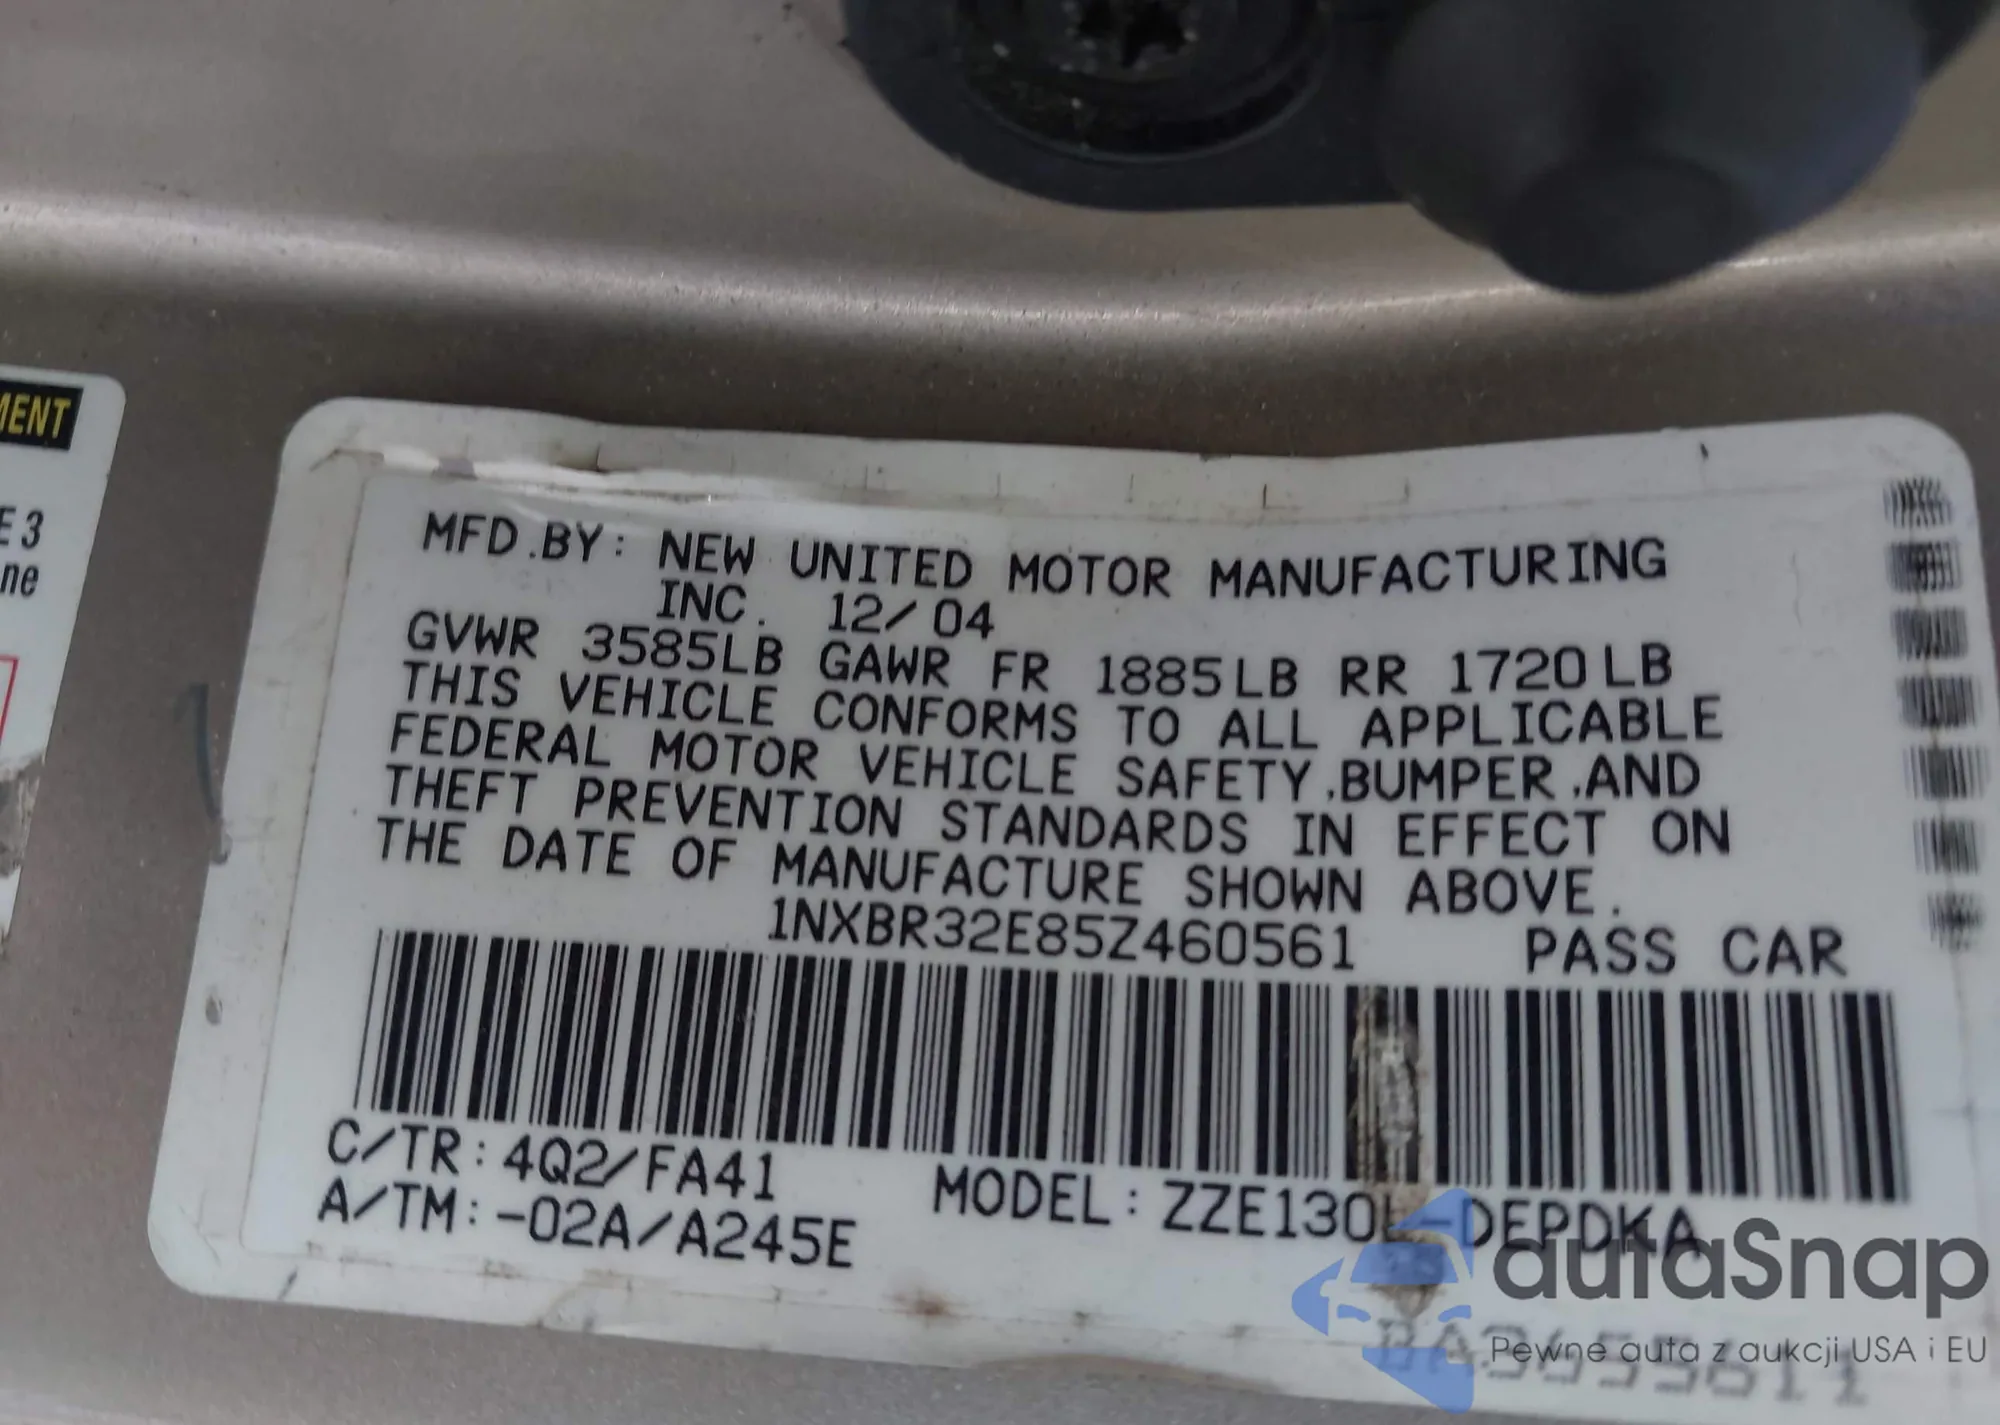 MENT
E 3
ne
MFD.BY: NEW UNITED MOTOR MANUFACTURING
INC. 12/04
GVWR 3585LB GAWR FR 1885LB RR 1720LB
THIS VEHICLE CONFORMS TO ALL APPLICABLE
FEDERAL MOTOR VEHICLE SAFETY,BUMPER,AND
THEFT PREVENTION STANDARDS IN EFFECT ON
THE DATE OF MANUFACTURE SHOWN ABOVE.
1NXBR32E85Z460561 PASS CAR
C/TR: 4Q2/FA41
A/TM: -02A/A245E
MODEL: ZZE130L-DEPDKA
autaSnap
Pewne auta z aukcji USA i EU